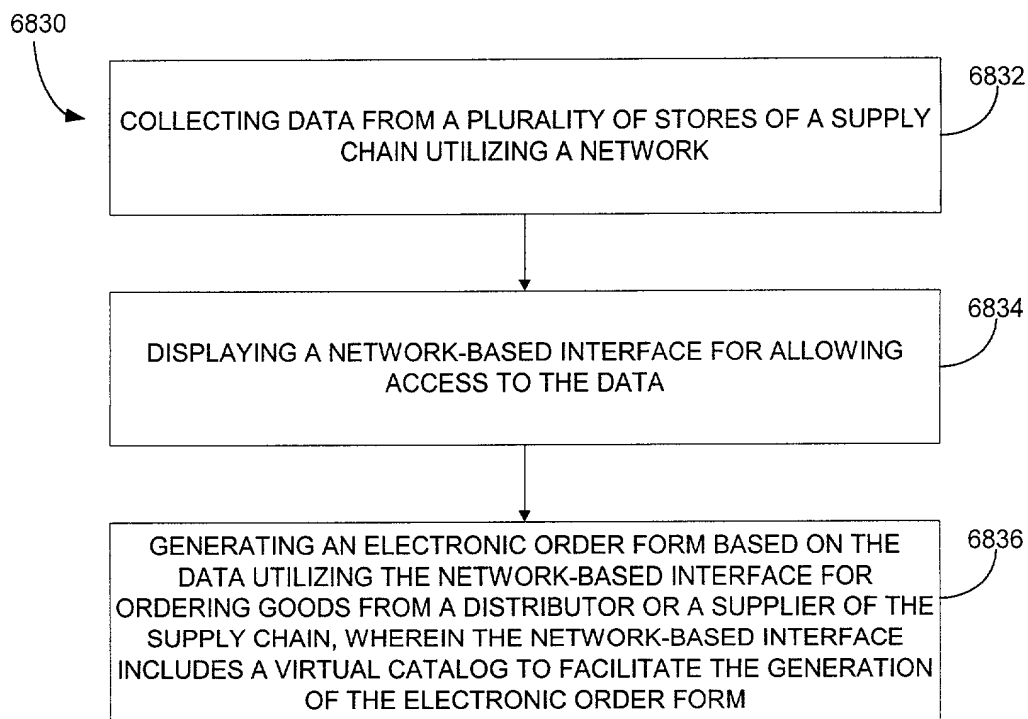 6830
6832
COLLECTING DATA FROM A PLURALITY OF STORES OF A SUPPLY
CHAIN UTILIZING A NETWORK
6834
DISPLAYING A NETWORK-BASED INTERFACE FOR ALLOWING
ACCESS TO THE DATA
6836
GENERATING AN ELECTRONIC ORDER FORM BASED ON THE
DATA UTILIZING THE NETWORK-BASED INTERFACE FOR
ORDERING GOODS FROM A DISTRIBUTOR OR A SUPPLIER OF THE
SUPPLY CHAIN, WHEREIN THE NETWORK-BASED INTERFACE
INCLUDES A VIRTUAL CATALOG TO FACILITATE THE GENERATION
OF THE ELECTRONIC ORDER FORM